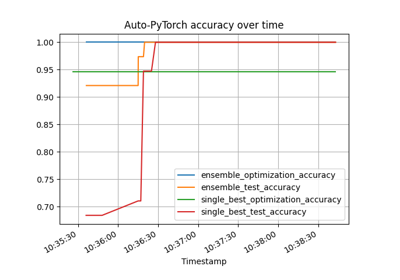 Auto-PyTorch accuracy over time
1.00
0.95
0.90
0.85
0.80
0.75
0.70
ensemble_optimization_accuracy
ensemble_test_accuracy
single_best_optimization_accuracy
single_best_test_accuracy
10:35:30
10:36:00
10:36:30
10:37:00
10:37:30
10:38:00
10:38:30
Timestamp